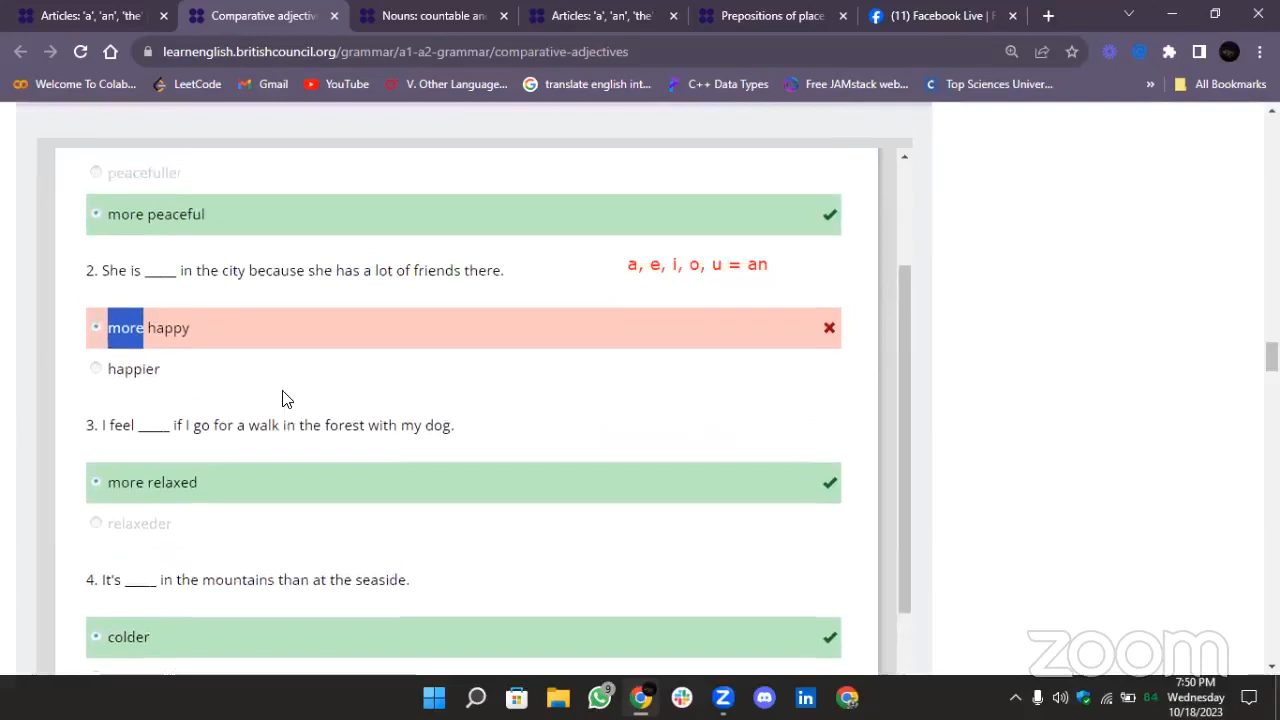 Articles: 'a', 'an', 'the'
Comparative adjectiv
Nouns: countable an
Articles: 'a', 'an', 'the'
Prepositions of place
(11) Facebook Live | F
learnenglish.britishcouncil.org/grammar/a1-a2-grammar/comparative-adjectives
Welcome To Colab...
LeetCode
Gmail
YouTube
V. Other Language...
translate english int...
C++ Data Types
Free JAMstack web...
Top Sciences Univer...
»
All Bookmarks
peacefuller
more peaceful
2. She is _____ in the city because she has a lot of friends there.
a, e, i, o, u = an
more happy
happier
3. I feel _____ if I go for a walk in the forest with my dog.
more relaxed
relaxeder
4. It's _____ in the mountains than at the seaside.
colder
zoom
9
84
7:50 PM
Wednesday
10/18/2023